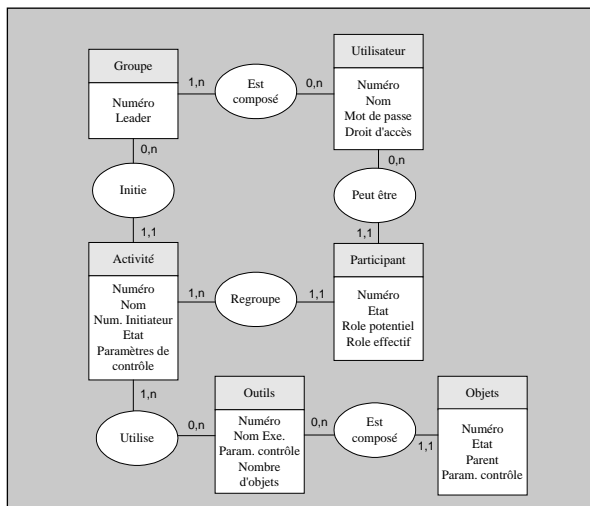 Groupe
Numéro
Leader
1,n
Est
composé
0,n
Utilisateur
Numéro
Nom
Mot de passe
Droit d'accès
0,n
Initie
1,1
0,n
Peut être
1,1
Activité
Numéro
Nom
Num. Initiateur
Etat
Paramètres de
contrôle
1,n
Regroupe
1,1
Participant
Numéro
Etat
Role potentiel
Role effectif
1,n
Utilise
0,n
Outils
Numéro
Nom Exe.
Param. contrôle
Nombre
d'objets
0,n
Est
composé
1,1
Objets
Numéro
Etat
Parent
Param. contrôle